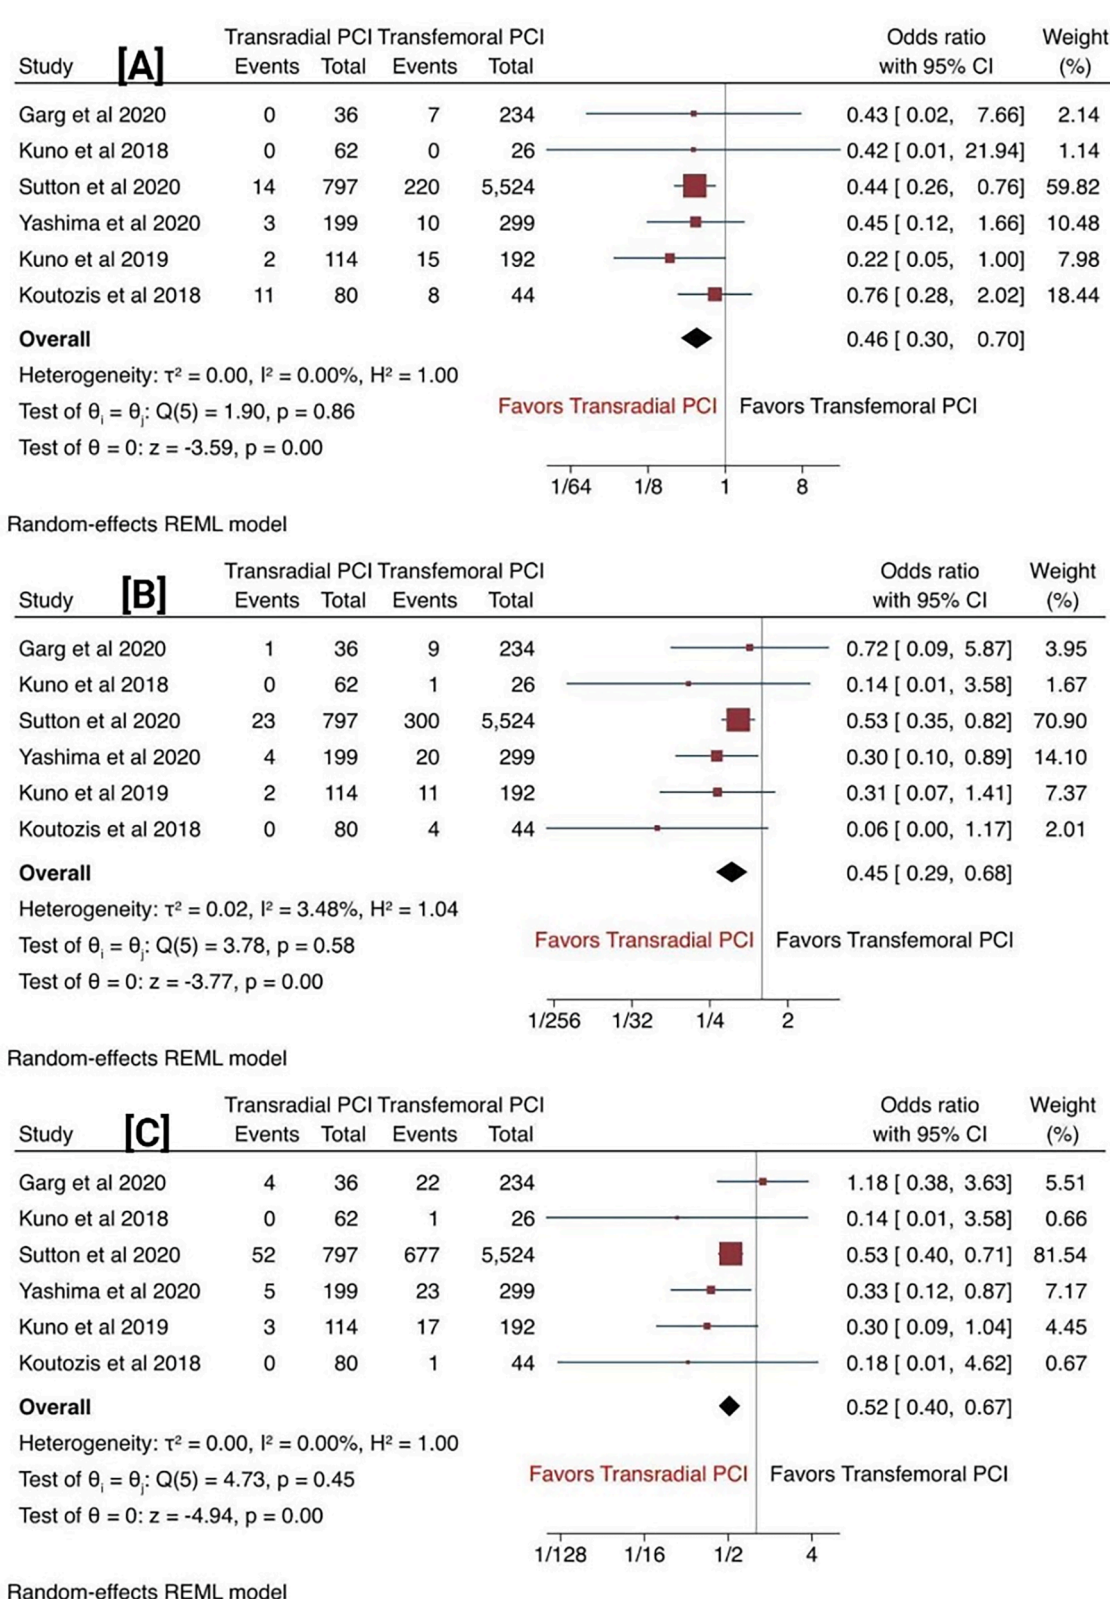 Transradial PCI Transfemoral PCI Odds ratio Weight
Study [A] Events Total Events Total with 95% CI (%)
Garg et al 2020 0 36 7 234 0.43 [ 0.02, 7.66] 2.14
Kuno et al 2018 0 62 0 26 0.42 [ 0.01, 21.94] 1.14
Sutton et al 2020 14 797 220 5,524 0.44 [ 0.26, 0.76] 59.82
Yashima et al 2020 3 199 10 299 0.45 [ 0.12, 1.66] 10.48
Kuno et al 2019 2 114 15 192 0.22 [ 0.05, 1.00] 7.98
Koutozis et al 2018 11 80 8 44 0.76 [ 0.28, 2.02] 18.44
Overall 0.46 [ 0.30, 0.70]
Heterogeneity: τ² = 0.00, I² = 0.00%, H² = 1.00
Favors Transradial PCI Favors Transfemoral PCI
Test of θᵢ = θⱼ: Q(5) = 1.90, p = 0.86
Test of θ = 0: z = -3.59, p = 0.00
1/64 1/8 1 8
Random-effects REML model
Transradial PCI Transfemoral PCI Odds ratio Weight
Study [B] Events Total Events Total with 95% CI (%)
Garg et al 2020 1 36 9 234 0.72 [ 0.09, 5.87] 3.95
Kuno et al 2018 0 62 1 26 0.14 [ 0.01, 3.58] 1.67
Sutton et al 2020 23 797 300 5,524 0.53 [ 0.35, 0.82] 70.90
Yashima et al 2020 4 199 20 299 0.30 [ 0.10, 0.89] 14.10
Kuno et al 2019 2 114 11 192 0.31 [ 0.07, 1.41] 7.37
Koutozis et al 2018 0 80 4 44 0.06 [ 0.00, 1.17] 2.01
Overall 0.45 [ 0.29, 0.68]
Heterogeneity: τ² = 0.02, I² = 3.48%, H² = 1.04
Favors Transradial PCI Favors Transfemoral PCI
Test of θᵢ = θⱼ: Q(5) = 3.78, p = 0.58
Test of θ = 0: z = -3.77, p = 0.00
1/256 1/32 1/4 2
Random-effects REML model
Transradial PCI Transfemoral PCI Odds ratio Weight
Study [C] Events Total Events Total with 95% CI (%)
Garg et al 2020 4 36 22 234 1.18 [ 0.38, 3.63] 5.51
Kuno et al 2018 0 62 1 26 0.14 [ 0.01, 3.58] 0.66
Sutton et al 2020 52 797 677 5,524 0.53 [ 0.40, 0.71] 81.54
Yashima et al 2020 5 199 23 299 0.33 [ 0.12, 0.87] 7.17
Kuno et al 2019 3 114 17 192 0.30 [ 0.09, 1.04] 4.45
Koutozis et al 2018 0 80 1 44 0.18 [ 0.01, 4.62] 0.67
Overall 0.52 [ 0.40, 0.67]
Heterogeneity: τ² = 0.00, I² = 0.00%, H² = 1.00
Favors Transradial PCI Favors Transfemoral PCI
Test of θᵢ = θⱼ: Q(5) = 4.73, p = 0.45
Test of θ = 0: z = -4.94, p = 0.00
1/128 1/16 1/2 4
Random-effects REML model